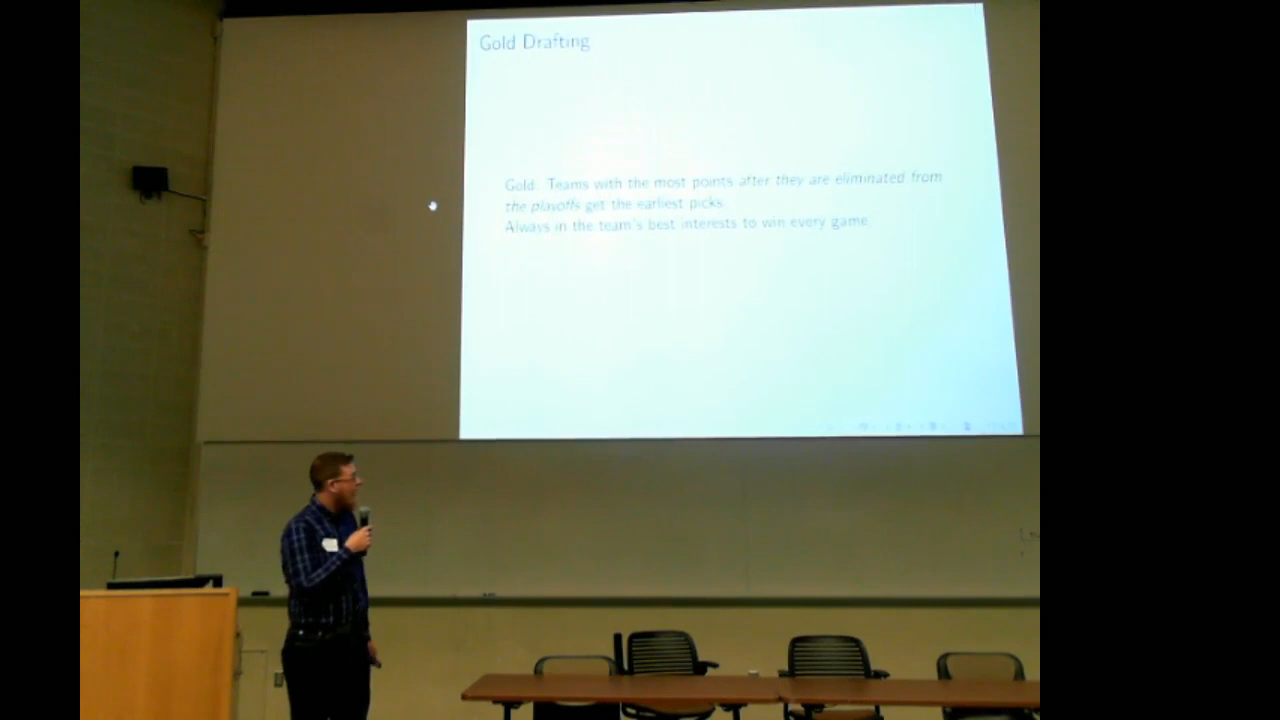 Gold Drafting
Gold: Teams with the most points after they are eliminated from
the playoffs get the earliest picks.
Always in the team's best interests to win every game.